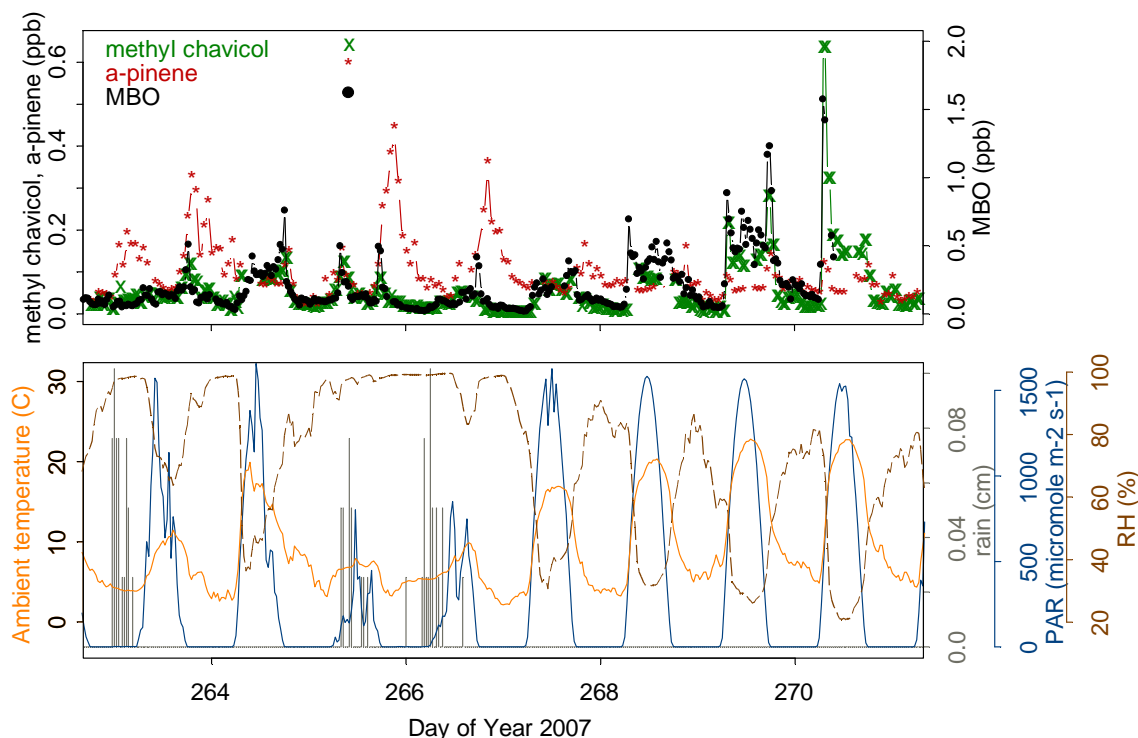 methyl chavicol, a-pinene (ppb)
0.0 0.2 0.4 0.6
methyl chavicol
a-pinene
MBO
0.0 0.5 1.0 1.5 2.0
MBO (ppb)
Ambient temperature (C)
0 10 20 30
0.0 0.04 0.08
rain (cm)
0 500 1000 1500
PAR (micromole m-2 s-1)
20 40 60 80 100
RH (%)
264 266 268 270
Day of Year 2007